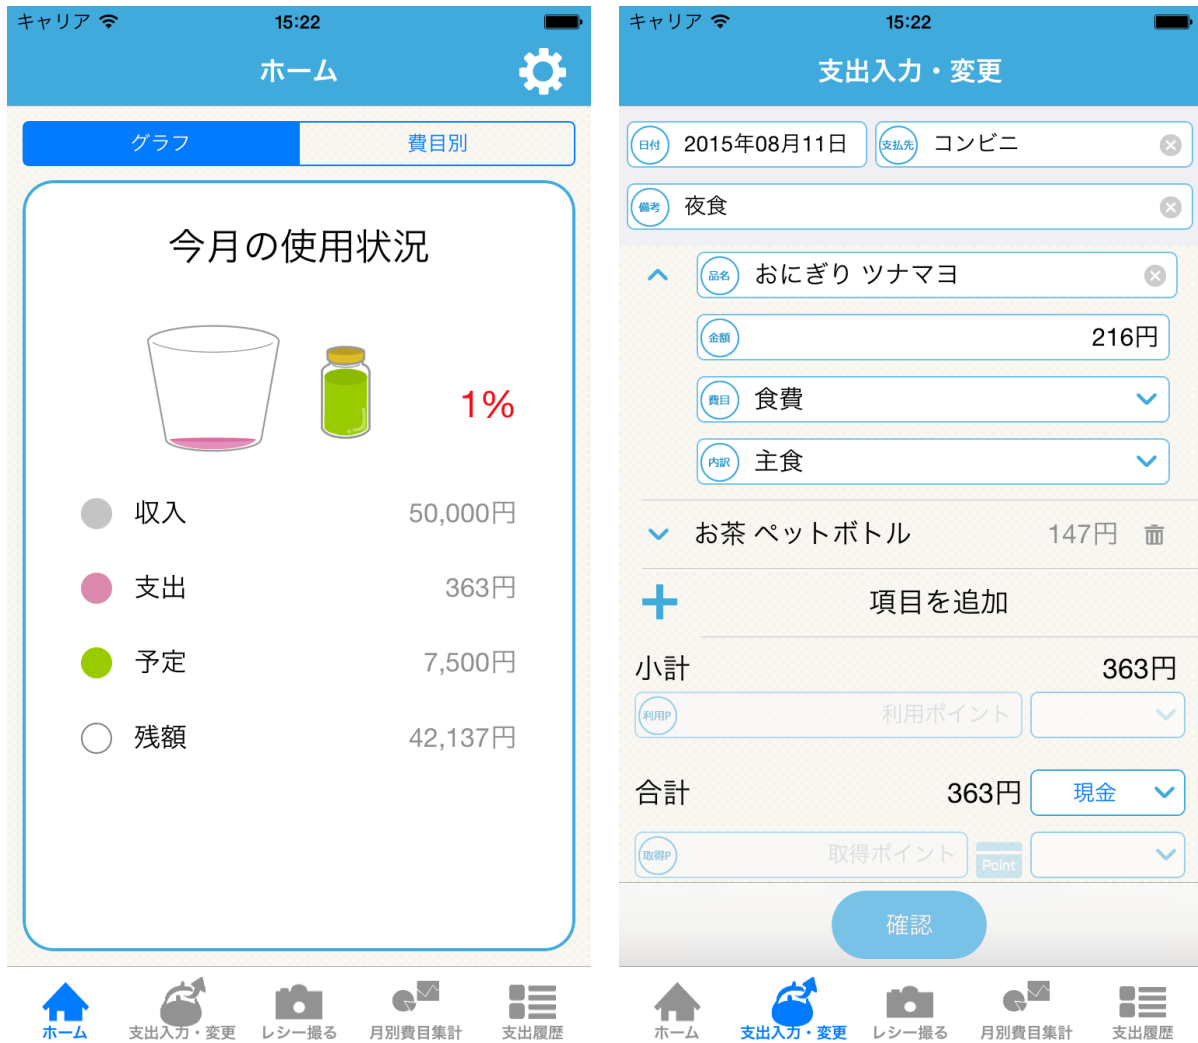 キャリア 15:22
ホーム
グラフ 費目別
今月の使用状況
1%
収入 50,000円
支出 363円
予定 7,500円
残額 42,137円
ホーム 支出入力・変更 レシー撮る 月別費目集計 支出履歴
キャリア 15:22
支出入力・変更
日付 2015年08月11日 支払先 コンビニ
備考 夜食
品名 おにぎり ツナマヨ
金額 216円
費目 食費
内訳 主食
お茶 ペットボトル 147円
項目を追加
小計 363円
利用P 利用ポイント
合計 363円 現金
取得P 取得ポイント Point
確認
ホーム 支出入力・変更 レシー撮る 月別費目集計 支出履歴